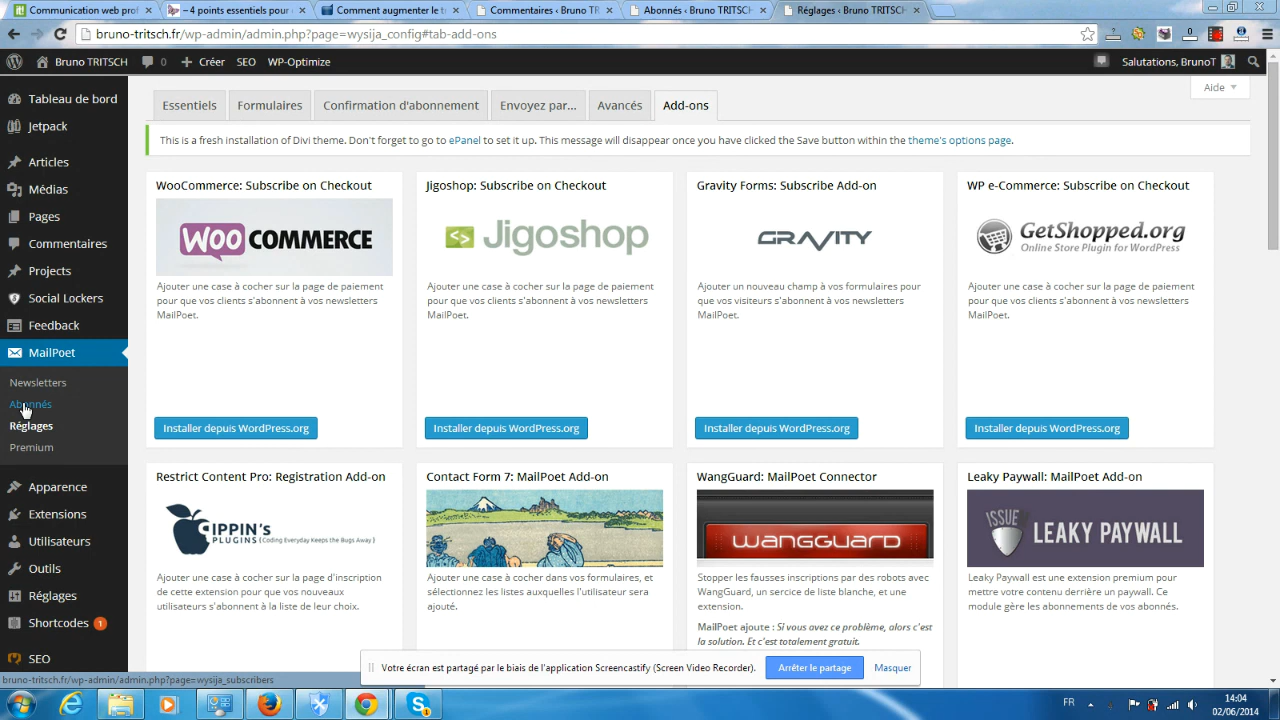 Google
5 astuces essentielles pour
Comment augmenter le t
Commentaires ‹ Bruno TR
Abonnés ‹ Bruno TRITSCH
Réglages ‹ Bruno TRITSCH
bruno-tritsch.fr/wp-admin/admin.php?page=wysija_config#tab-add-ons
Bruno TRITSCH 0 Créer SEO WP-Optimize
Salutations, BrunoT
Tableau de bord
Jetpack
Articles
Médias
Pages
Commentaires
Projects
Social Lockers
Feedback
MailPoet
Newsletters
Abonnés
Réglages
Premium
Apparence
Extensions
Utilisateurs
Outils
Réglages
Shortcodes 1
SEO
Essentiels Formulaires Confirmation d'abonnement Envoyez par... Avancés Add-ons
Aide
This is a fresh installation of Divi theme. Don't forget to go to ePanel to set it up. This message will disappear once you have clicked the Save button within the theme's options page.
WooCommerce: Subscribe on Checkout
WOO COMMERCE
Ajouter une case à cocher sur la page de paiement
pour que vos clients s'abonnent à vos newsletters
MailPoet.
Installer depuis WordPress.org
Jigoshop: Subscribe on Checkout
<s> Jigoshop
Ajouter une case à cocher sur la page de paiement
pour que vos clients s'abonnent à vos newsletters
MailPoet.
Installer depuis WordPress.org
Gravity Forms: Subscribe Add-on
GRAVITY
Ajouter un nouveau champ à vos formulaires pour
que vos visiteurs s'abonnent à vos newsletters
MailPoet.
Installer depuis WordPress.org
WP e-Commerce: Subscribe on Checkout
GetShopped.org
Online Store Plugin for WordPress
Ajouter une case à cocher sur la page de paiement
pour que vos clients s'abonnent à vos newsletters
MailPoet.
Installer depuis WordPress.org
Restrict Content Pro: Registration Add-on
PIPPIN'S
PLUGINS (Coding Everyday Keeps the Bugs Away)
Ajouter une case à cocher sur la page d'inscription
de cette extension pour que vos nouveaux
utilisateurs s'abonnent à la liste de leur choix.
Contact Form 7: MailPoet Add-on
Ajouter une case à cocher dans vos formulaires, et
sélectionnez les listes auxquelles l'utilisateur sera
ajouté.
WangGuard: MailPoet Connector
WANGGUARD
Stopper les fausses inscriptions par des robots avec
WangGuard, un sercice de liste blanche, et une
extension.
MailPoet ajoute : Si vous avez ce problème, alors c'est
la solution. Et c'est totalement gratuit.
Leaky Paywall: MailPoet Add-on
ISSUE
LEAKY PAYWALL
Leaky Paywall est une extension premium pour
mettre votre contenu derrière un paywall. Ce
module gère les abonnements de vos abonnés.
Votre écran est partagé par le biais de l'application Screencastify (Screen Video Recorder).
Arrêter le partage
Masquer
bruno-tritsch.fr/wp-admin/admin.php?page=wysija_subscribers
FR
14:04
02/06/2014